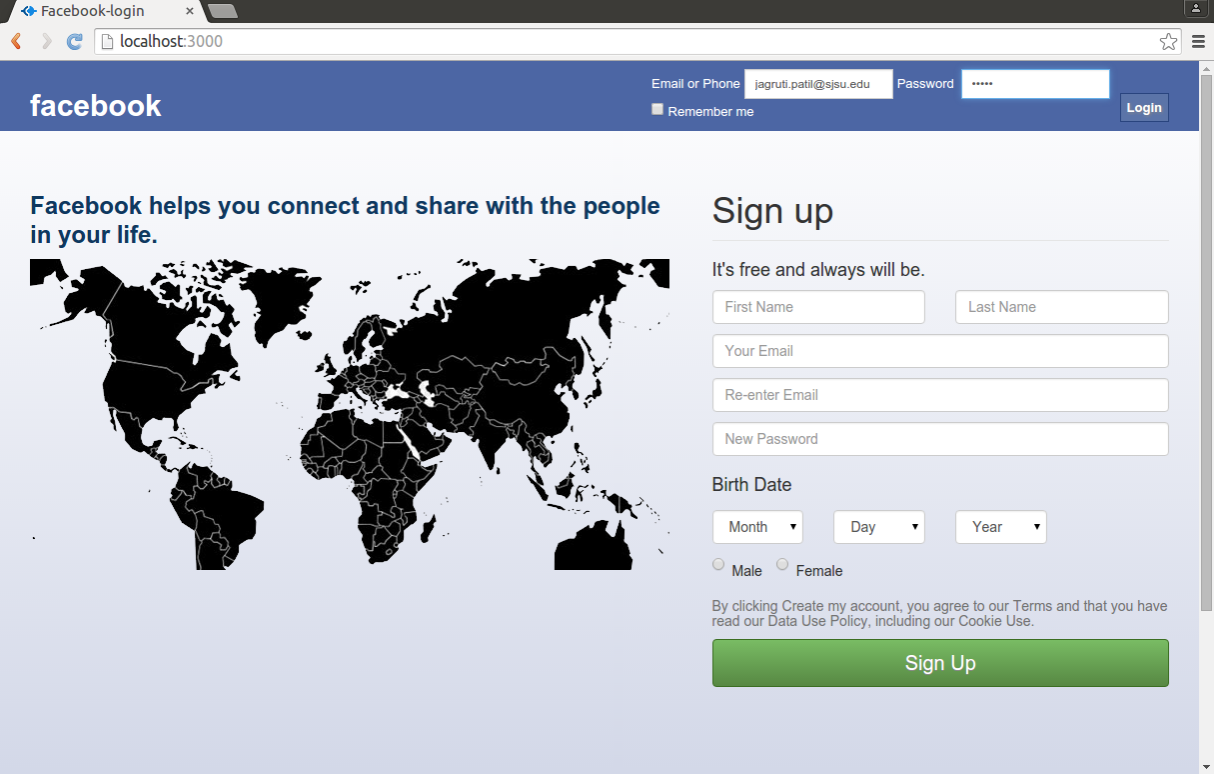 Facebook-login
localhost:3000
facebook
Email or Phone jagruti.patil@sjsu.edu Password •••••
Remember me
Login
Facebook helps you connect and share with the people
in your life.
Sign up
It's free and always will be.
First Name Last Name
Your Email
Re-enter Email
New Password
Birth Date
Month Day Year
Male Female
By clicking Create my account, you agree to our Terms and that you have
read our Data Use Policy, including our Cookie Use.
Sign Up